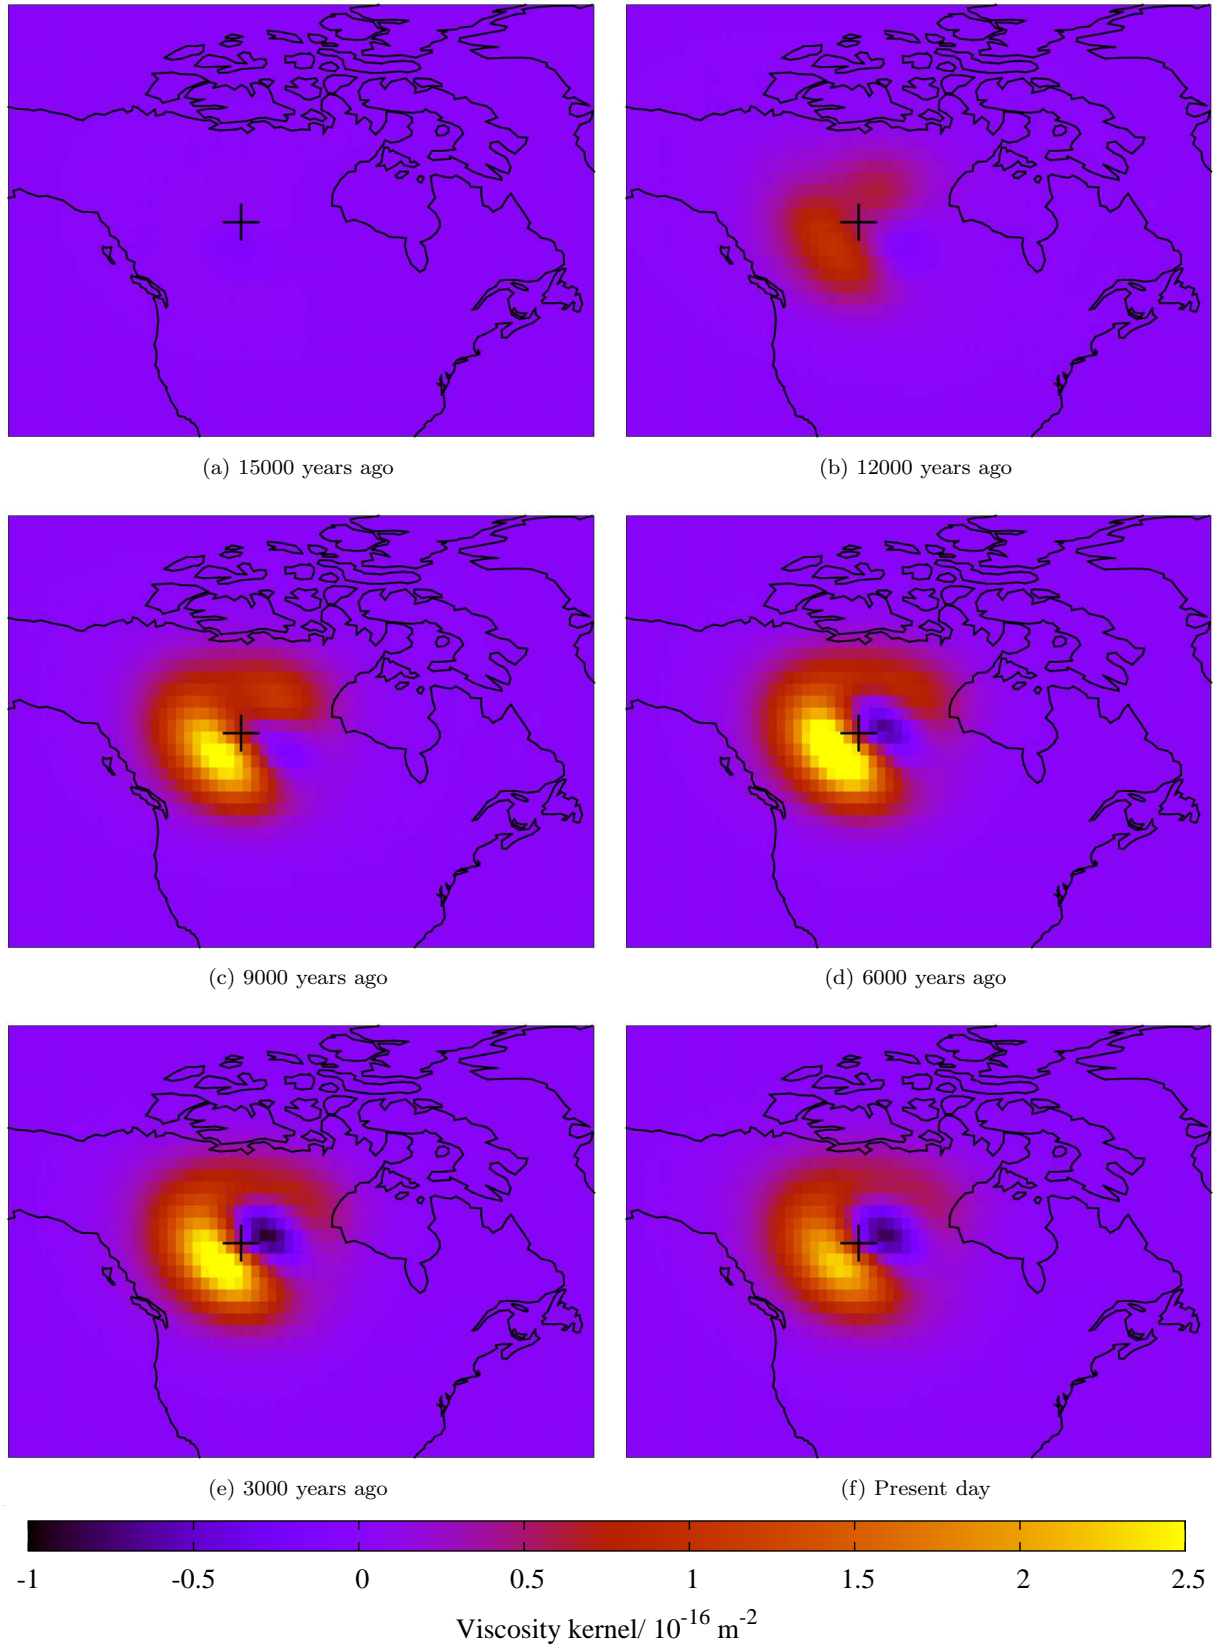 (a) 15000 years ago
(b) 12000 years ago
(c) 9000 years ago
(d) 6000 years ago
(e) 3000 years ago
(f) Present day
-1 -0.5 0 0.5 1 1.5 2 2.5
Viscosity kernel/ 10⁻¹⁶ m⁻²